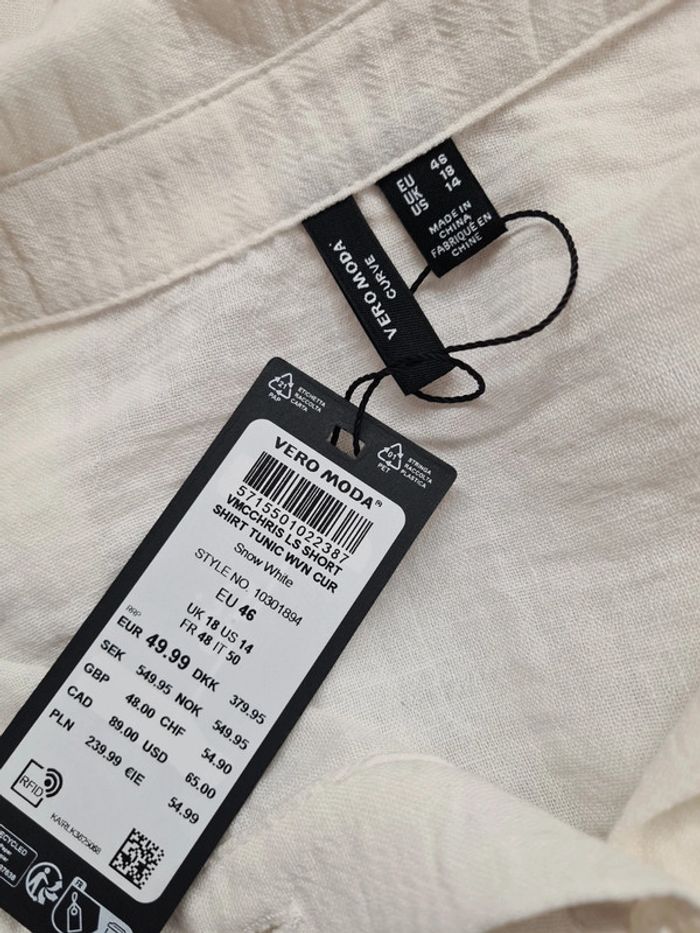 EU 46
UK 18
US 14
MADE IN
CHINA
FABRIQUÉ EN
CHINE
VERO MODA
CURVE
21
PAP
ETICHETTA
RACCOLTA
CARTA
01
PET
STRINGA
RACCOLTA
PLASTICA
VERO MODA®
5715501022387
VMCCHRIS LS SHORT
SHIRT TUNIC WVN CUR
Snow White
STYLE NO. 10301894
EU 46
UK 18 US 14
FR 48 IT 50
RRP
EUR 49.99 DKK 379.95
SEK 549.95 NOK 549.95
GBP 48.00 CHF 54.90
CAD 89.00 USD 65.00
PLN 239.99 €IE 54.99
RFID
FR